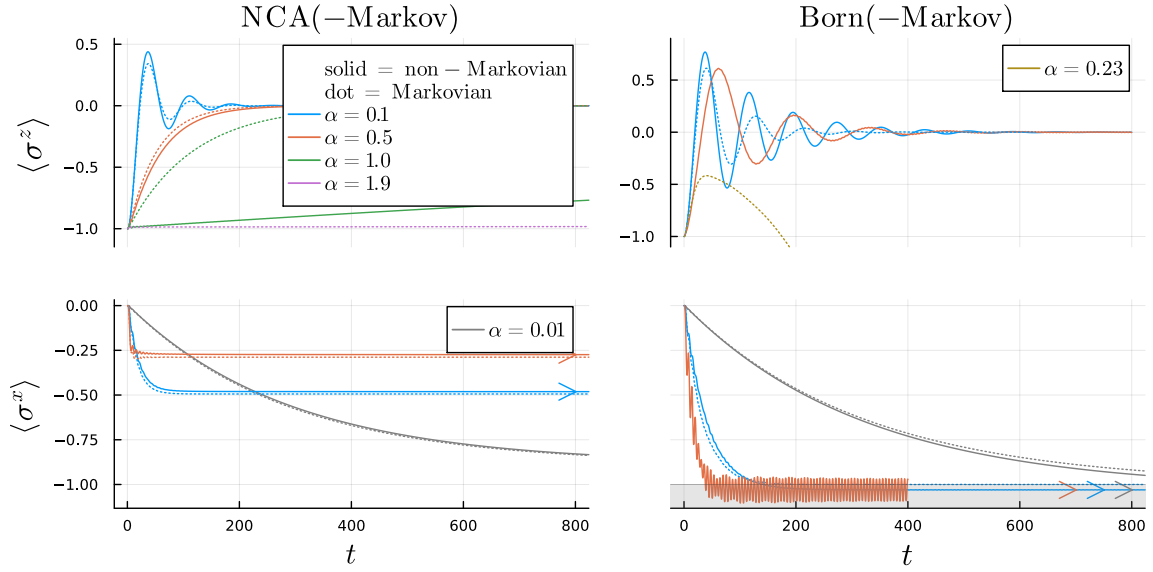 NCA(−Markov)
Born(−Markov)
⟨σᶻ⟩
0.5
0.0
−0.5
−1.0
solid = non − Markovian
dot = Markovian
α = 0.1
α = 0.5
α = 1.0
α = 1.9
0.5
0.0
−0.5
−1.0
α = 0.23
⟨σˣ⟩
0.00
−0.25
−0.50
−0.75
−1.00
α = 0.01
0 200 400 600 800
t
0 200 400 600 800
t